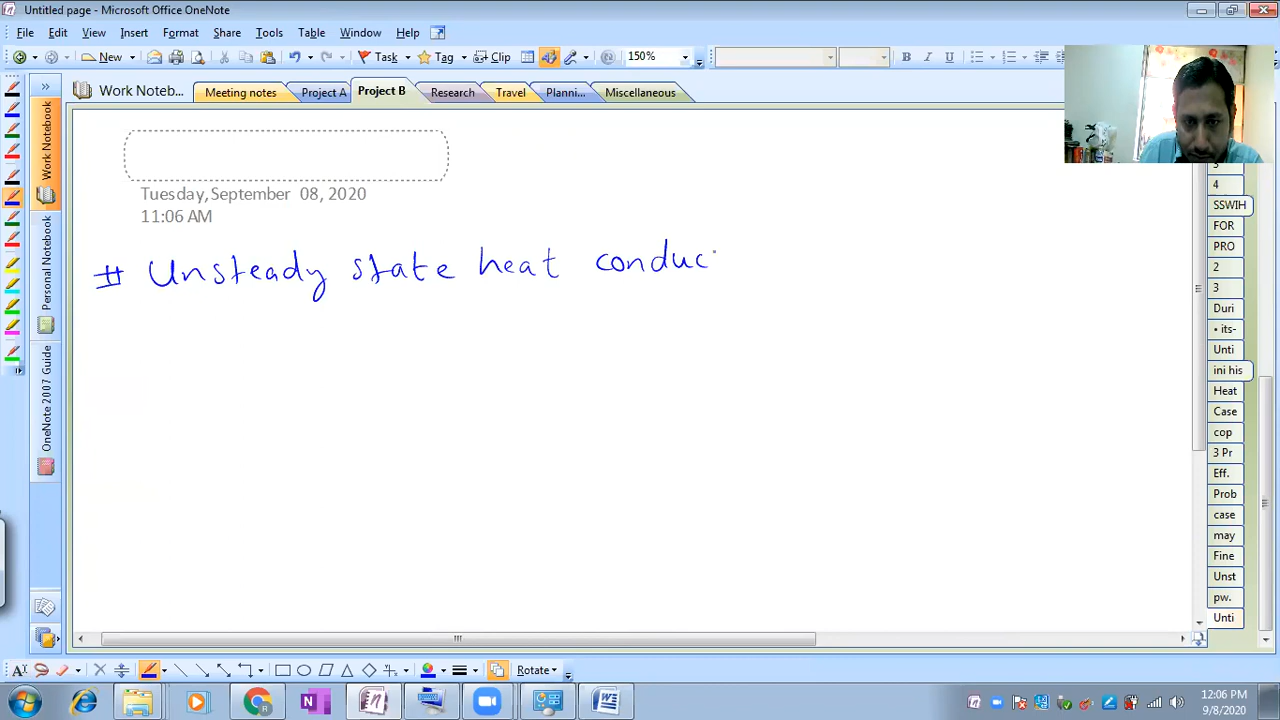 Untitled page - Microsoft Office OneNote
File Edit View Insert Format Share Tools Table Window Help
New Task Tag Clip 150% B I U
Work Noteb... Meeting notes Project A Project B Research Travel Planni... Miscellaneous
Work Notebook
Personal Notebook
OneNote 2007 Guide
Tuesday, September 08, 2020
11:06 AM
# Unsteady state heat conduc
4
SSWIH
FOR
PRO
2
3
Duri
• its-
Unti
ini his
Heat
Case
cop
3 Pr
Eff.
Prob
case
may
Fine
Unst
pw.
Unti
Rotate
12:06 PM
9/8/2020